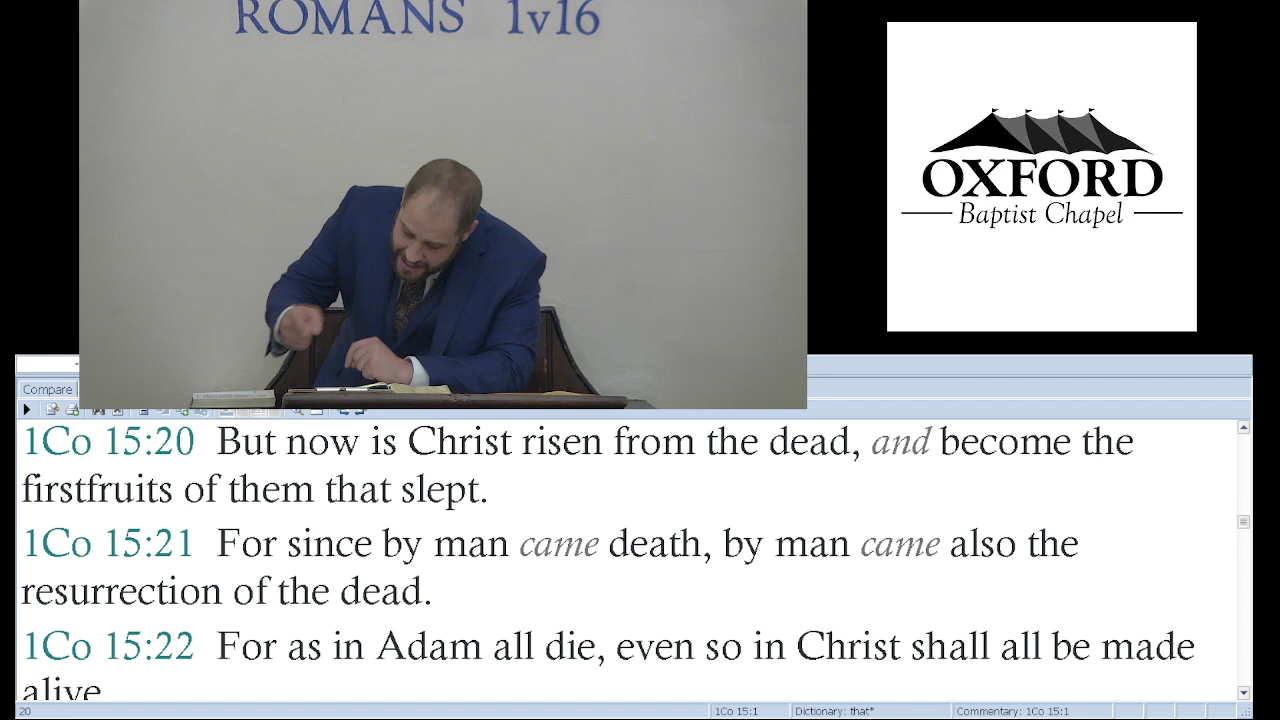 ROMANS 1v16
OXFORD
Baptist Chapel
Compare
1Co 15:20 But now is Christ risen from the dead, and become the
firstfruits of them that slept.
1Co 15:21 For since by man came death, by man came also the
resurrection of the dead.
1Co 15:22 For as in Adam all die, even so in Christ shall all be made
alive
20
1Co 15:1
Dictionary: that*
Commentary: 1Co 15:1